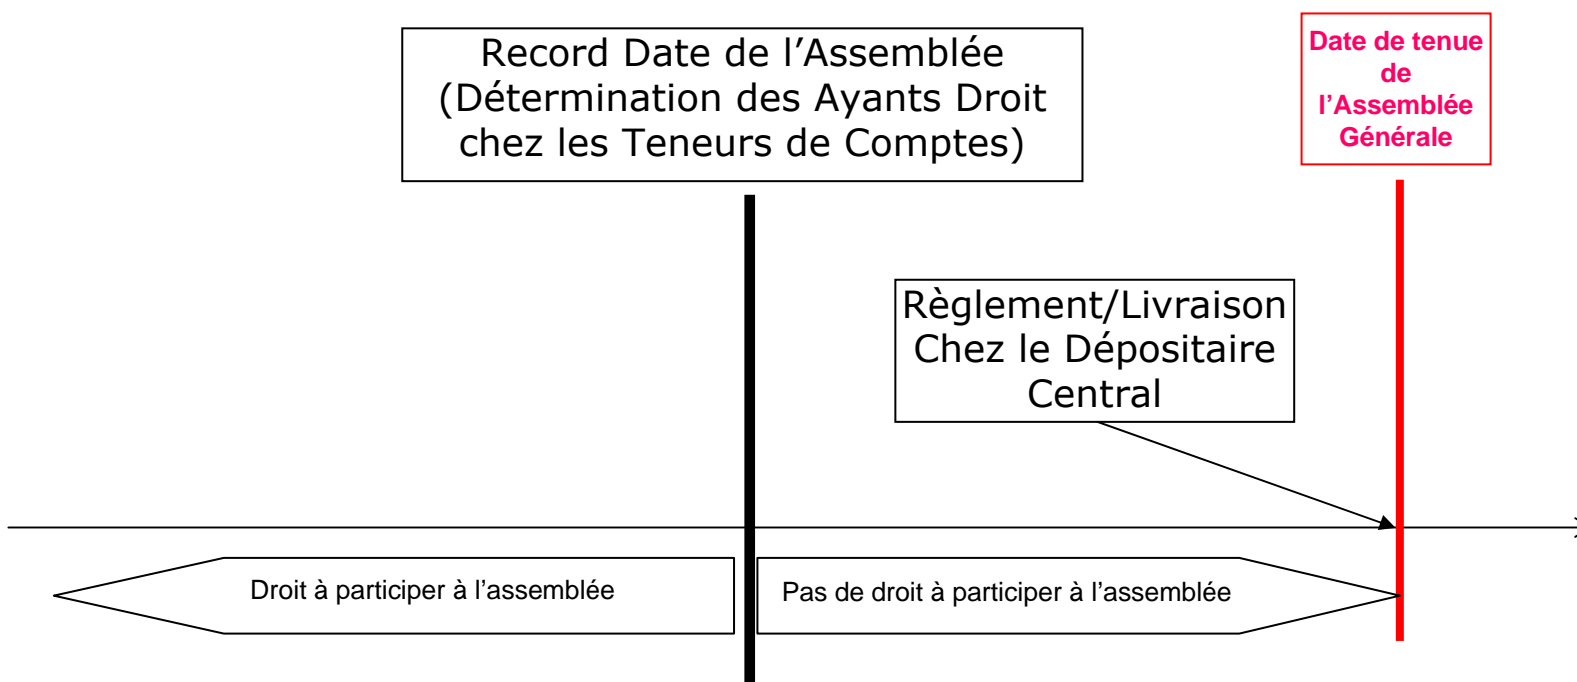 Record Date de l’Assemblée
(Détermination des Ayants Droit
chez les Teneurs de Comptes)
Date de tenue
de
l’Assemblée
Générale
Règlement/Livraison
Chez le Dépositaire
Central
Droit à participer à l’assemblée
Pas de droit à participer à l’assemblée